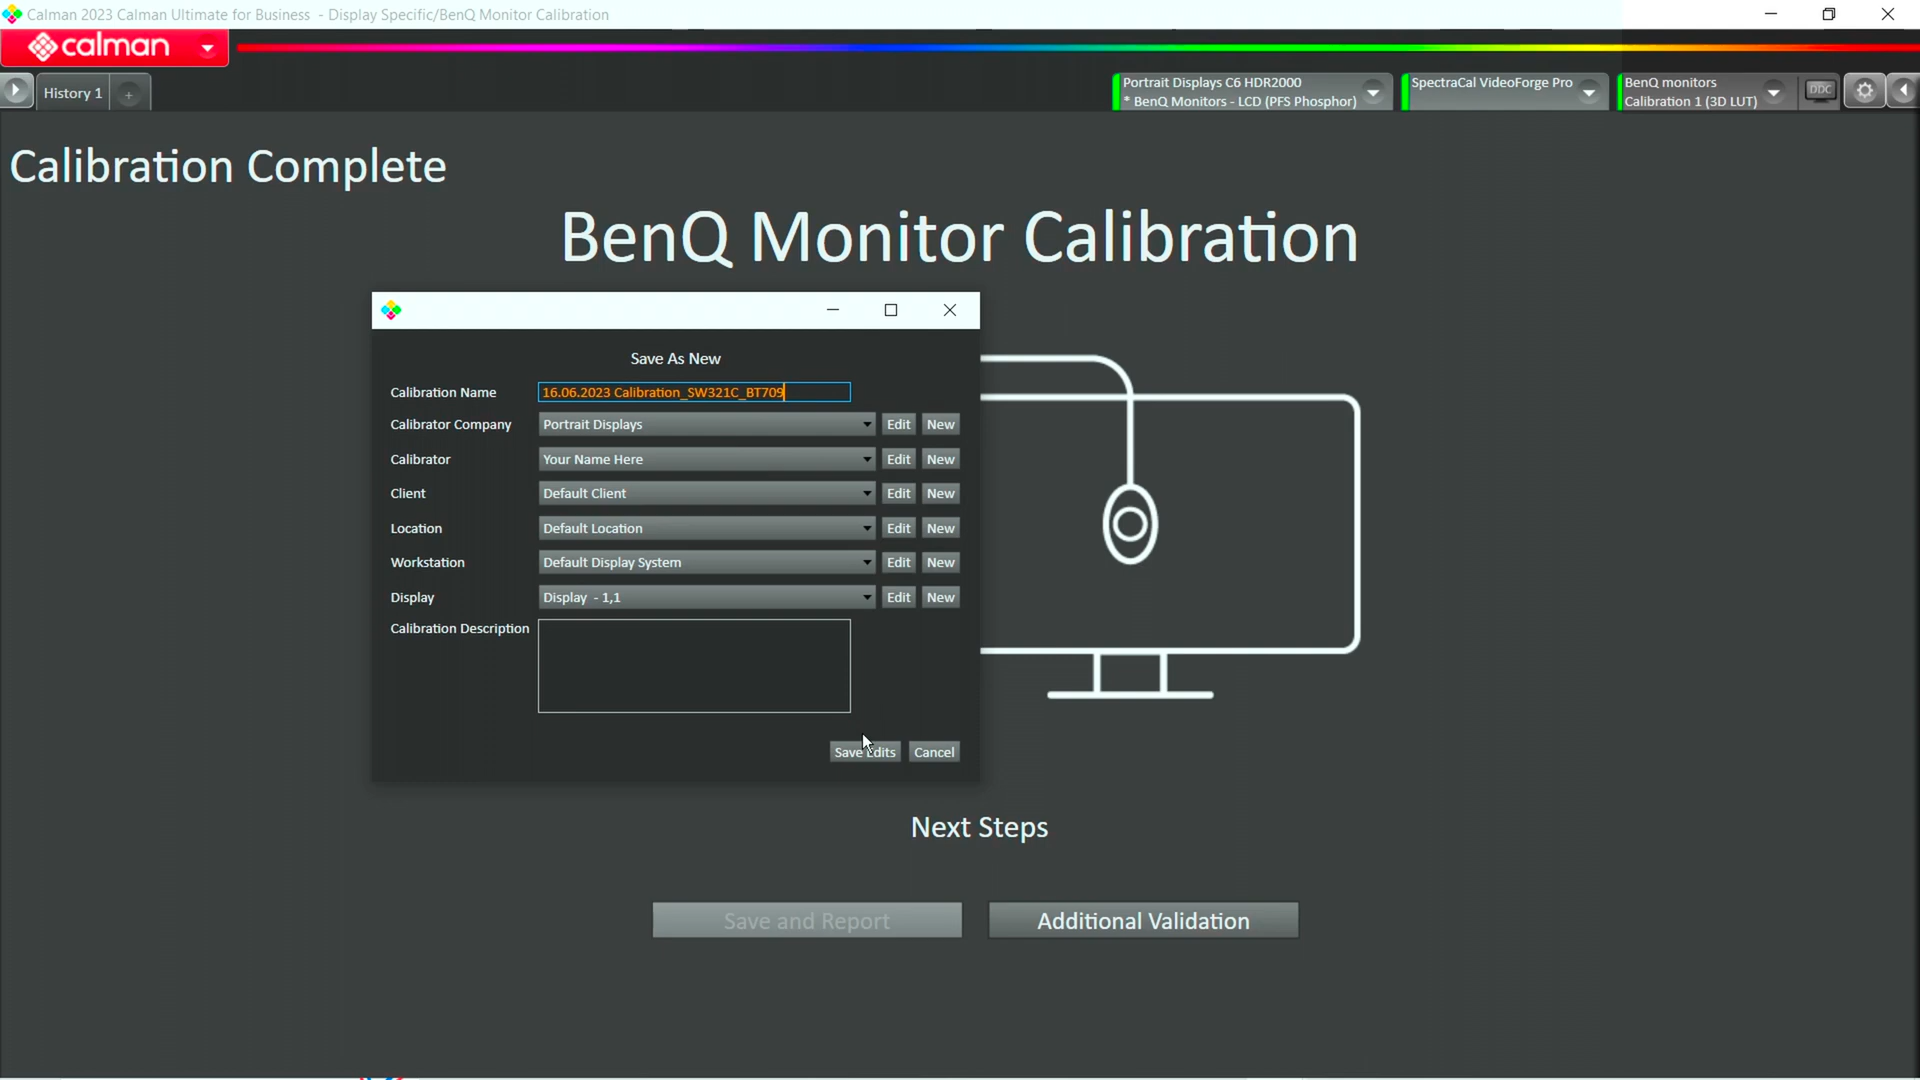 Calman 2023 Calman Ultimate for Business - Display Specific/BenQ Monitor Calibration
calman
History 1
+
Portrait Displays C6 HDR2000
* BenQ Monitors - LCD (PFS Phosphor)
SpectraCal VideoForge Pro
BenQ monitors
Calibration 1 (3D LUT)
DDC
Calibration Complete
BenQ Monitor Calibration
Save As New
Calibration Name 16.06.2023 Calibration_SW321C_BT709
Calibrator Company Portrait Displays Edit New
Calibrator Your Name Here Edit New
Client Default Client Edit New
Location Default Location Edit New
Workstation Default Display System Edit New
Display Display - 1,1 Edit New
Calibration Description
Save Edits Cancel
Next Steps
Save and Report Additional Validation